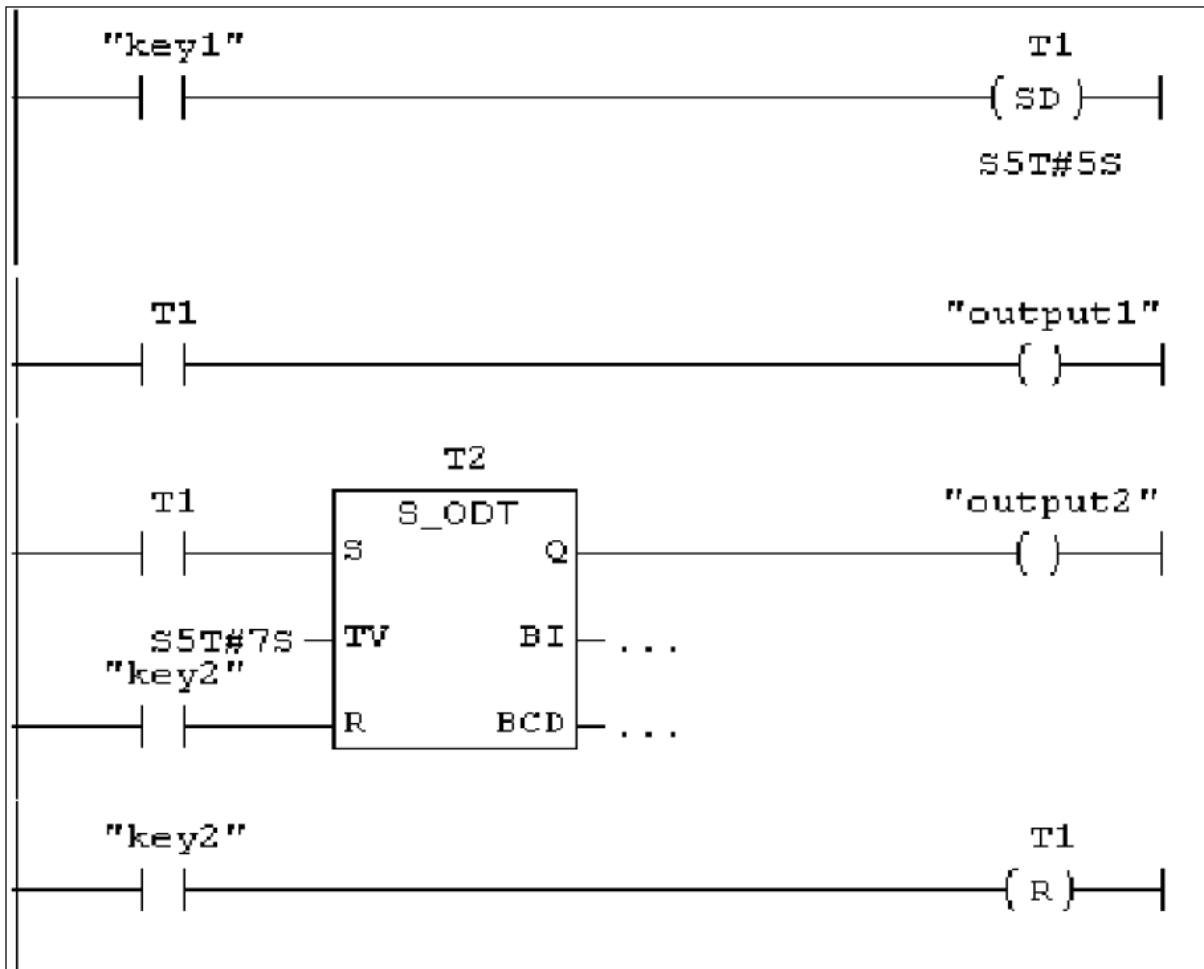 "key1" T1
SD
S5T#5S
T1 "output1"
T2
T1 S_ODT "output2"
S Q
S5T#7S TV BI ...
"key2"
R BCD ...
"key2" T1
R